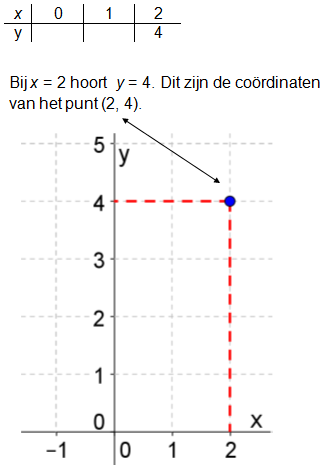 x 0 1 2
y 4
Bij x = 2 hoort y = 4. Dit zijn de coördinaten
van het punt (2, 4).
5
y
4
3
2
1
0 x
-1 0 1 2